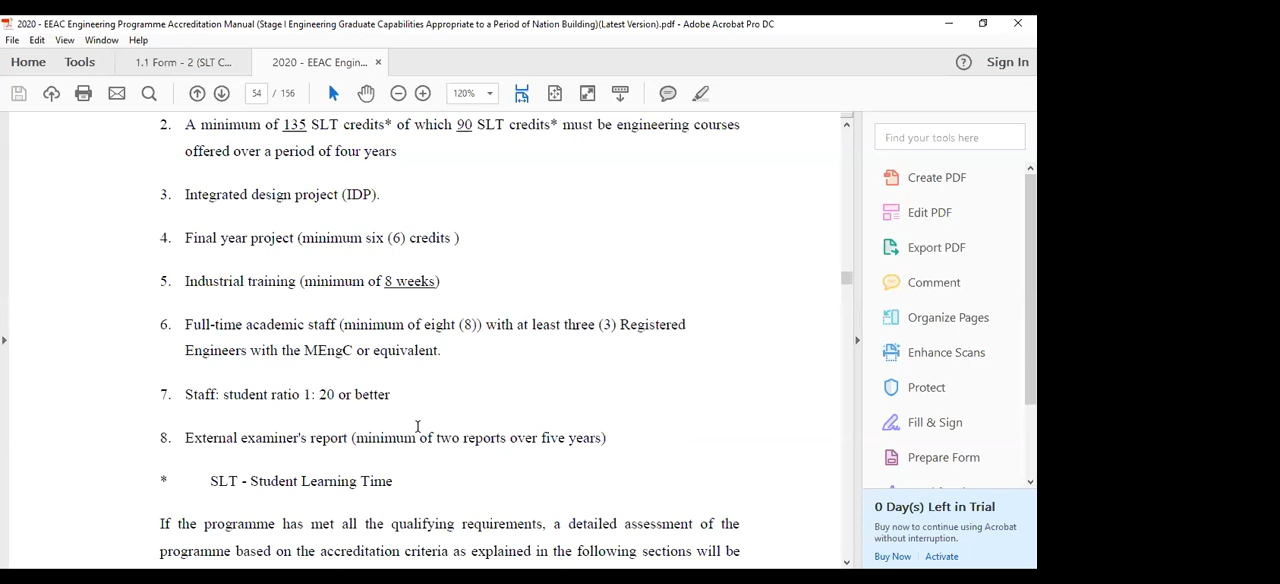 2020 - EEAC Engineering Programme Accreditation Manual (Stage I Engineering Graduate Capabilities Appropriate to a Period of Nation Building)(Latest Version).pdf - Adobe Acrobat Pro DC
File Edit View Window Help
Home Tools 1.1 Form - 2 (SLT C... 2020 - EEAC Engin... × Sign In
54 / 156 120%
2. A minimum of 135 SLT credits* of which 90 SLT credits* must be engineering courses
offered over a period of four years
3. Integrated design project (IDP).
4. Final year project (minimum six (6) credits )
5. Industrial training (minimum of 8 weeks)
6. Full-time academic staff (minimum of eight (8)) with at least three (3) Registered
Engineers with the MEngC or equivalent.
7. Staff: student ratio 1: 20 or better
8. External examiner's report (minimum of two reports over five years)
* SLT - Student Learning Time
If the programme has met all the qualifying requirements, a detailed assessment of the
programme based on the accreditation criteria as explained in the following sections will be
Find your tools here
Create PDF
Edit PDF
Export PDF
Comment
Organize Pages
Enhance Scans
Protect
Fill & Sign
Prepare Form
0 Day(s) Left in Trial
Buy now to continue using Acrobat
without interruption.
Buy Now Activate